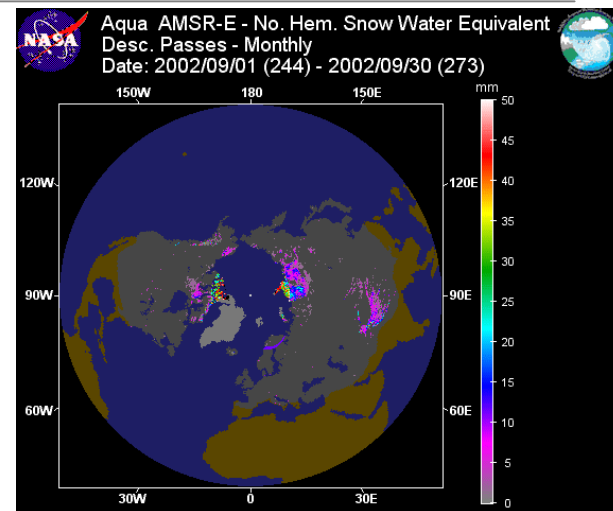 NASA
Aqua AMSR-E - No. Hem. Snow Water Equivalent
Desc. Passes - Monthly
Date: 2002/09/01 (244) - 2002/09/30 (273)
mm
150W 180 150E
50
45
120W 120E
40
35
30
90W 90E
25
20
15
60W 60E
10
5
0
30W 0 30E